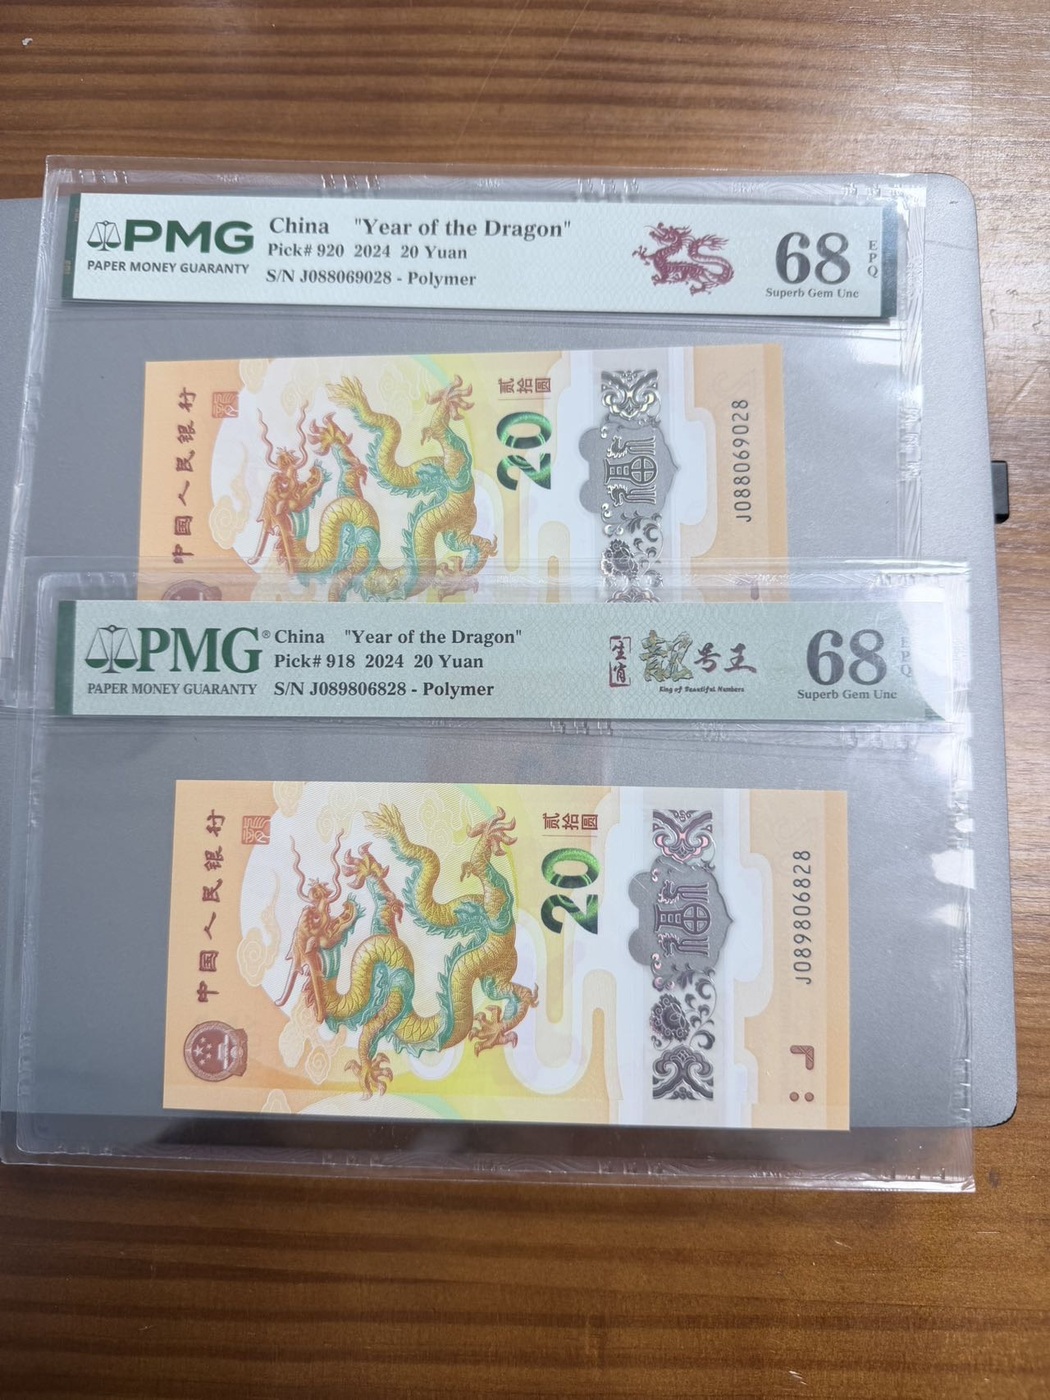 PMG
PAPER MONEY GUARANTY
China "Year of the Dragon"
Pick# 920 2024 20 Yuan
S/N J088069028 - Polymer
68
EPQ
Superb Gem Unc
中国人民银行
贰拾圆
20
福
J088069028
PMG®
PAPER MONEY GUARANTY
China "Year of the Dragon"
Pick# 918 2024 20 Yuan
S/N J089806828 - Polymer
生肖
号王
King of Beautiful Numbers
68
EPQ
Superb Gem Unc
中国人民银行
贰拾圆
20
福
J089806828